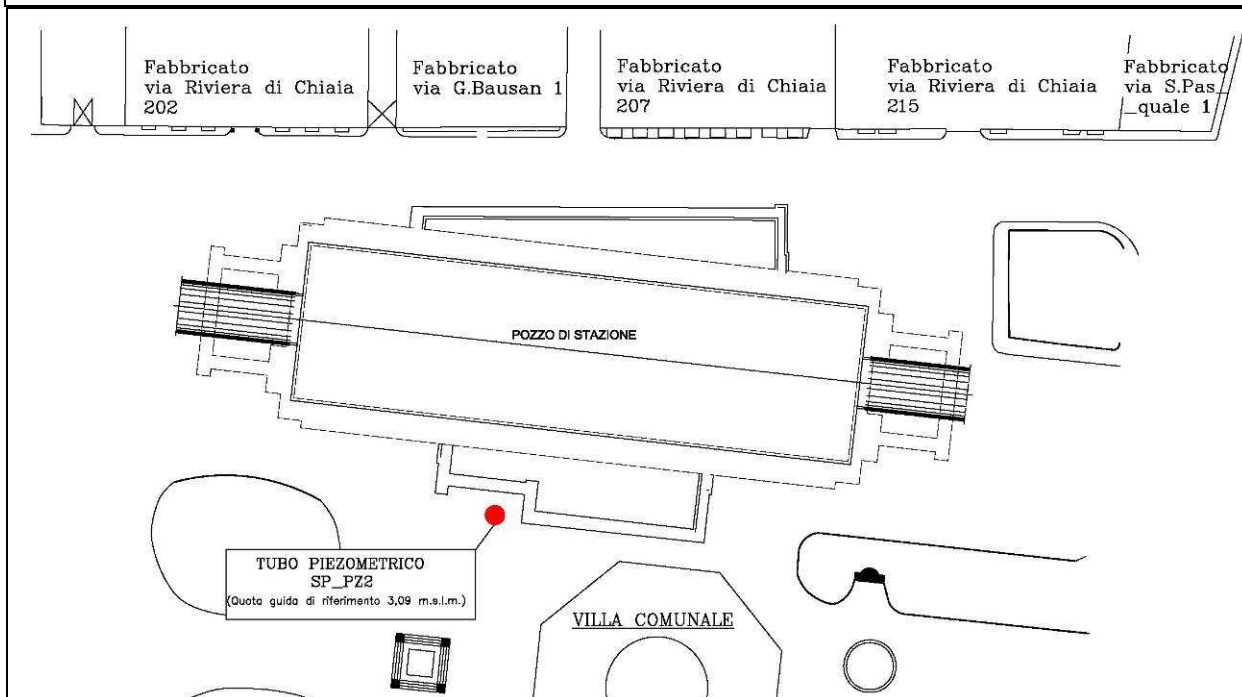 Fabbricato
via Riviera di Chiaia
202
Fabbricato
via G.Bausan 1
Fabbricato
via Riviera di Chiaia
207
Fabbricato
via Riviera di Chiaia
215
Fabbricato
via S.Pas_
_quale 1
POZZO DI STAZIONE
TUBO PIEZOMETRICO
SP_PZ2
(Quota guida di riferimento 3,09 m.s.l.m.)
VILLA COMUNALE